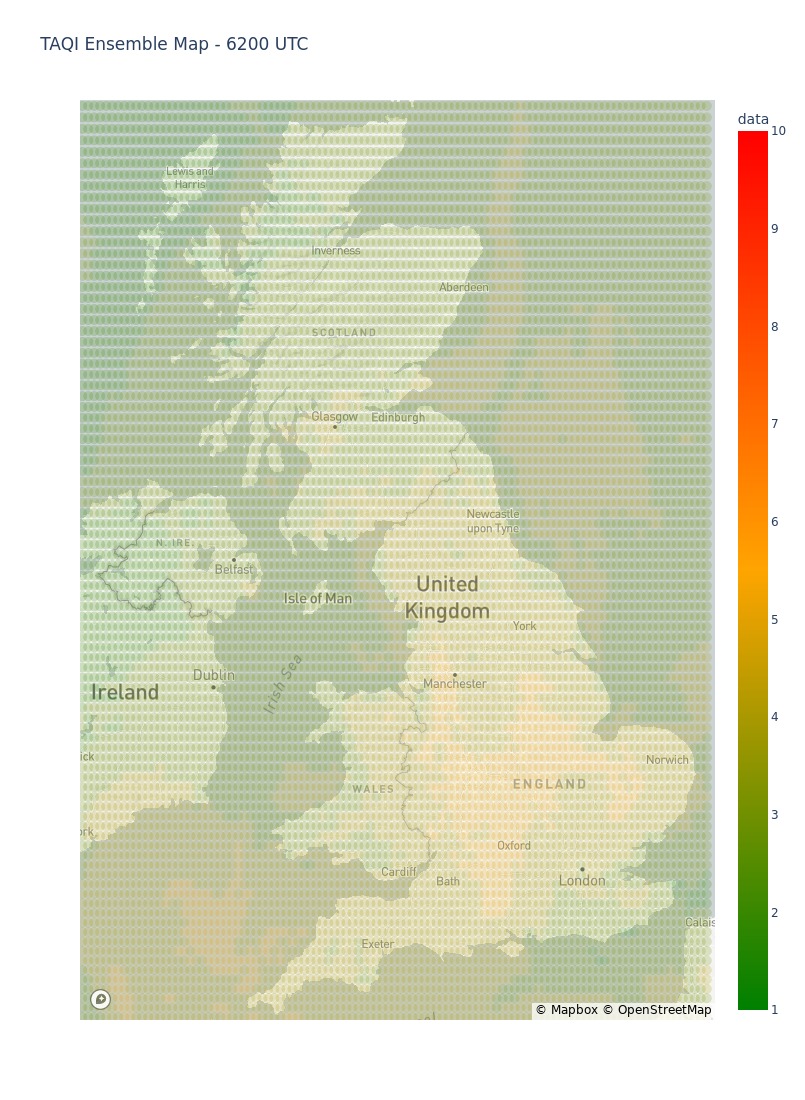 TAQI Ensemble Map - 6200 UTC
data
10
9
8
7
6
5
4
3
2
1
Lewis and
Harris
Inverness
Aberdeen
SCOTLAND
Glasgow
Edinburgh
Newcastle
upon Tyne
N. IRE.
Belfast
Isle of Man
United
Kingdom
York
Dublin
Manchester
Ireland
Irish Sea
ick
Norwich
WALES
ENGLAND
ork
Oxford
Cardiff
Bath
London
Calais
Exeter
© Mapbox © OpenStreetMap